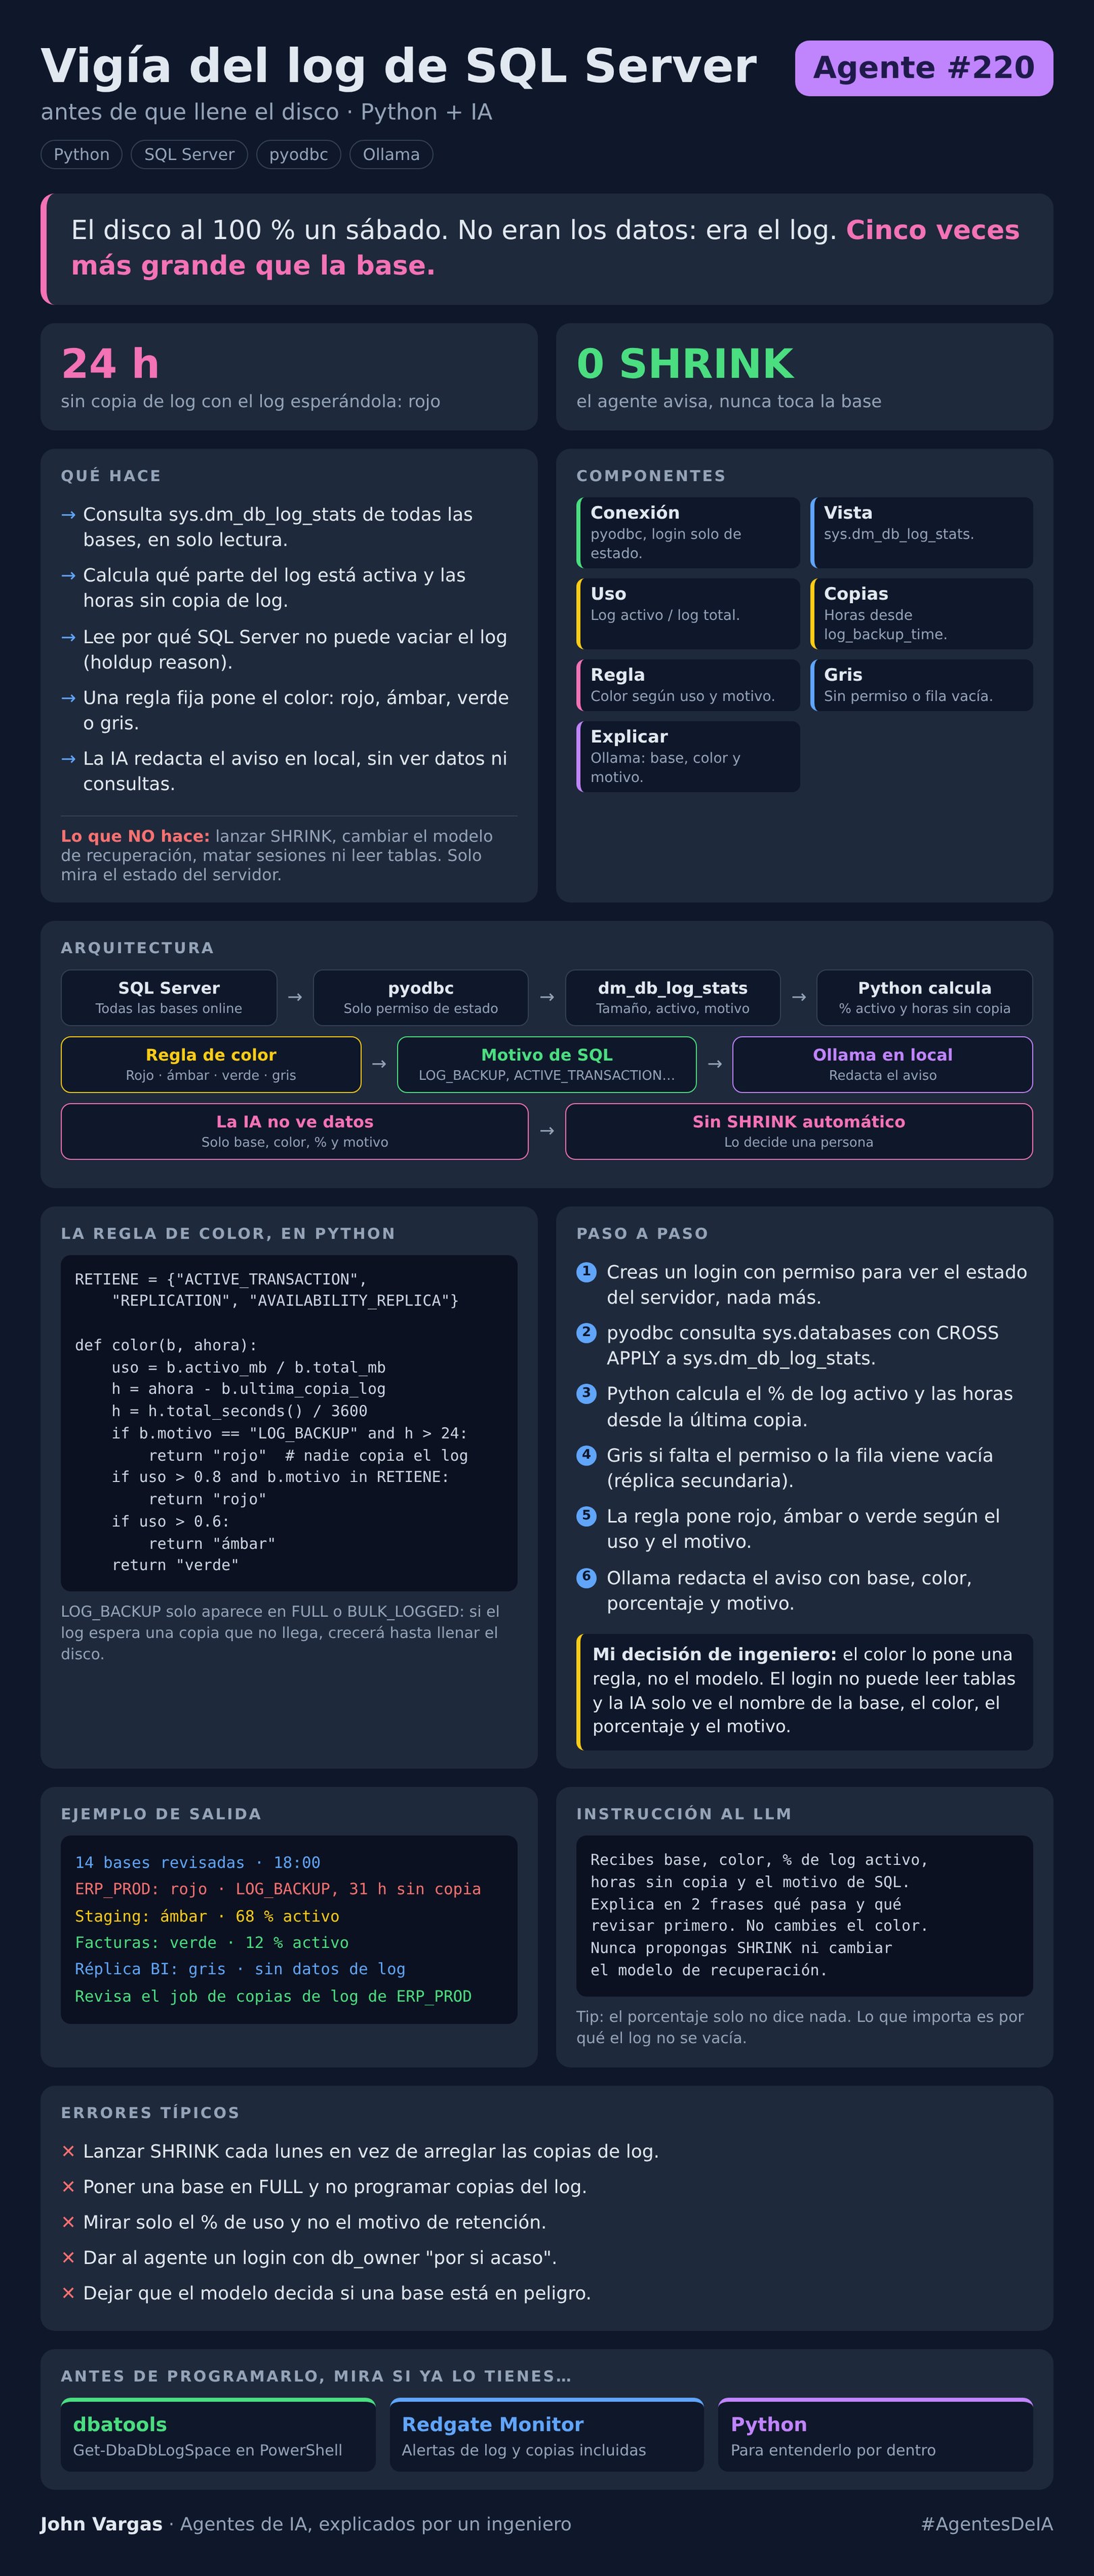 Vigía del log de SQL Server
Agente #220
antes de que llene el disco · Python + IA
Python
SQL Server
pyodbc
Ollama
El disco al 100 % un sábado. No eran los datos: era el log. Cinco veces
más grande que la base.
24 h
sin copia de log con el log esperándola: rojo
0 SHRINK
el agente avisa, nunca toca la base
QUÉ HACE
→ Consulta sys.dm_db_log_stats de todas las
bases, en solo lectura.
→ Calcula qué parte del log está activa y las
horas sin copia de log.
→ Lee por qué SQL Server no puede vaciar el log
(holdup reason).
→ Una regla fija pone el color: rojo, ámbar, verde
o gris.
→ La IA redacta el aviso en local, sin ver datos ni
consultas.
Lo que NO hace: lanzar SHRINK, cambiar el modelo
de recuperación, matar sesiones ni leer tablas. Solo
mira el estado del servidor.
COMPONENTES
Conexión
pyodbc, login solo de
estado.
Vista
sys.dm_db_log_stats.
Uso
Log activo / log total.
Copias
Horas desde
log_backup_time.
Regla
Color según uso y motivo.
Gris
Sin permiso o fila vacía.
Explicar
Ollama: base, color y
motivo.
ARQUITECTURA
SQL Server
Todas las bases online
→
pyodbc
Solo permiso de estado
→
dm_db_log_stats
Tamaño, activo, motivo
→
Python calcula
% activo y horas sin copia
Regla de color
Rojo · ámbar · verde · gris
→
Motivo de SQL
LOG_BACKUP, ACTIVE_TRANSACTION…
→
Ollama en local
Redacta el aviso
La IA no ve datos
Solo base, color, % y motivo
→
Sin SHRINK automático
Lo decide una persona
LA REGLA DE COLOR, EN PYTHON
RETIENE = {"ACTIVE_TRANSACTION",
    "REPLICATION", "AVAILABILITY_REPLICA"}
def color(b, ahora):
    uso = b.activo_mb / b.total_mb
    h = ahora - b.ultima_copia_log
    h = h.total_seconds() / 3600
    if b.motivo == "LOG_BACKUP" and h > 24:
        return "rojo"  # nadie copia el log
    if uso > 0.8 and b.motivo in RETIENE:
        return "rojo"
    if uso > 0.6:
        return "ámbar"
    return "verde"
LOG_BACKUP solo aparece en FULL o BULK_LOGGED: si el
log espera una copia que no llega, crecerá hasta llenar el
disco.
PASO A PASO
1 Creas un login con permiso para ver el estado
del servidor, nada más.
2 pyodbc consulta sys.databases con CROSS
APPLY a sys.dm_db_log_stats.
3 Python calcula el % de log activo y las horas
desde la última copia.
4 Gris si falta el permiso o la fila viene vacía
(réplica secundaria).
5 La regla pone rojo, ámbar o verde según el
uso y el motivo.
6 Ollama redacta el aviso con base, color,
porcentaje y motivo.
Mi decisión de ingeniero: el color lo pone una
regla, no el modelo. El login no puede leer tablas
y la IA solo ve el nombre de la base, el color, el
porcentaje y el motivo.
EJEMPLO DE SALIDA
14 bases revisadas · 18:00
ERP_PROD: rojo · LOG_BACKUP, 31 h sin copia
Staging: ámbar · 68 % activo
Facturas: verde · 12 % activo
Réplica BI: gris · sin datos de log
Revisa el job de copias de log de ERP_PROD
INSTRUCCIÓN AL LLM
Recibes base, color, % de log activo,
horas sin copia y el motivo de SQL.
Explica en 2 frases qué pasa y qué
revisar primero. No cambies el color.
Nunca propongas SHRINK ni cambiar
el modelo de recuperación.
Tip: el porcentaje solo no dice nada. Lo que importa es por
qué el log no se vacía.
ERRORES TÍPICOS
✕ Lanzar SHRINK cada lunes en vez de arreglar las copias de log.
✕ Poner una base en FULL y no programar copias del log.
✕ Mirar solo el % de uso y no el motivo de retención.
✕ Dar al agente un login con db_owner "por si acaso".
✕ Dejar que el modelo decida si una base está en peligro.
ANTES DE PROGRAMARLO, MIRA SI YA LO TIENES…
dbatools
Get-DbaDbLogSpace en PowerShell
Redgate Monitor
Alertas de log y copias incluidas
Python
Para entenderlo por dentro
John Vargas · Agentes de IA, explicados por un ingeniero
#AgentesDeIA